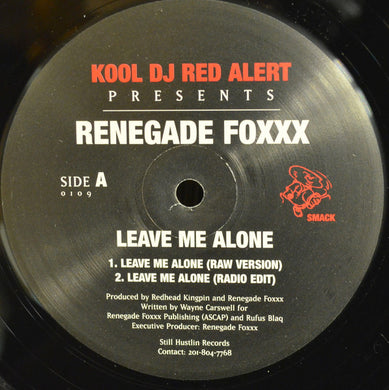 KOOL DJ RED ALERT
PRESENTS
RENEGADE FOXXX
SIDE A
0109
SMACK
LEAVE ME ALONE
1. LEAVE ME ALONE (RAW VERSION)
2. LEAVE ME ALONE (RADIO EDIT)
Produced by Redhead Kingpin and Renegade Foxxx
Written by Wayne Carswell for
Renegade Foxxx Publishing (ASCAP) and Rufus Blaq
Executive Producer: Renegade Foxxx
Still Hustlin Records
Contact: 201-804-7768